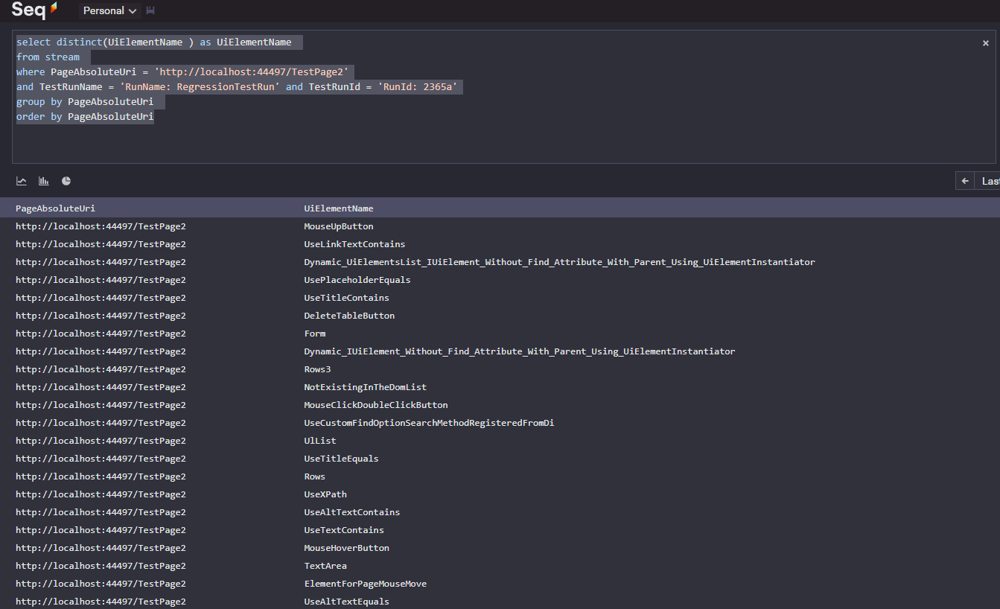 Seq Personal
select distinct(UiElementName ) as UiElementName
from stream
where PageAbsoluteUri = 'http://localhost:44497/TestPage2'
and TestRunName = 'RunName: RegressionTestRun' and TestRunId = 'RunId: 2365a'
group by PageAbsoluteUri
order by PageAbsoluteUri
Last
PageAbsoluteUri UiElementName
http://localhost:44497/TestPage2 MouseUpButton
http://localhost:44497/TestPage2 UseLinkTextContains
http://localhost:44497/TestPage2 Dynamic_UiElementsList_IUiElement_Without_Find_Attribute_With_Parent_Using_UiElementInstantiator
http://localhost:44497/TestPage2 UsePlaceholderEquals
http://localhost:44497/TestPage2 UseTitleContains
http://localhost:44497/TestPage2 DeleteTableButton
http://localhost:44497/TestPage2 Form
http://localhost:44497/TestPage2 Dynamic_IUiElement_Without_Find_Attribute_With_Parent_Using_UiElementInstantiator
http://localhost:44497/TestPage2 Rows3
http://localhost:44497/TestPage2 NotExistingInTheDomList
http://localhost:44497/TestPage2 MouseClickDoubleClickButton
http://localhost:44497/TestPage2 UseCustomFindOptionSearchMethodRegisteredFromDi
http://localhost:44497/TestPage2 UlList
http://localhost:44497/TestPage2 UseTitleEquals
http://localhost:44497/TestPage2 Rows
http://localhost:44497/TestPage2 UseXPath
http://localhost:44497/TestPage2 UseAltTextContains
http://localhost:44497/TestPage2 UseTextContains
http://localhost:44497/TestPage2 MouseHoverButton
http://localhost:44497/TestPage2 TextArea
http://localhost:44497/TestPage2 ElementForPageMouseMove
http://localhost:44497/TestPage2 UseAltTextEquals